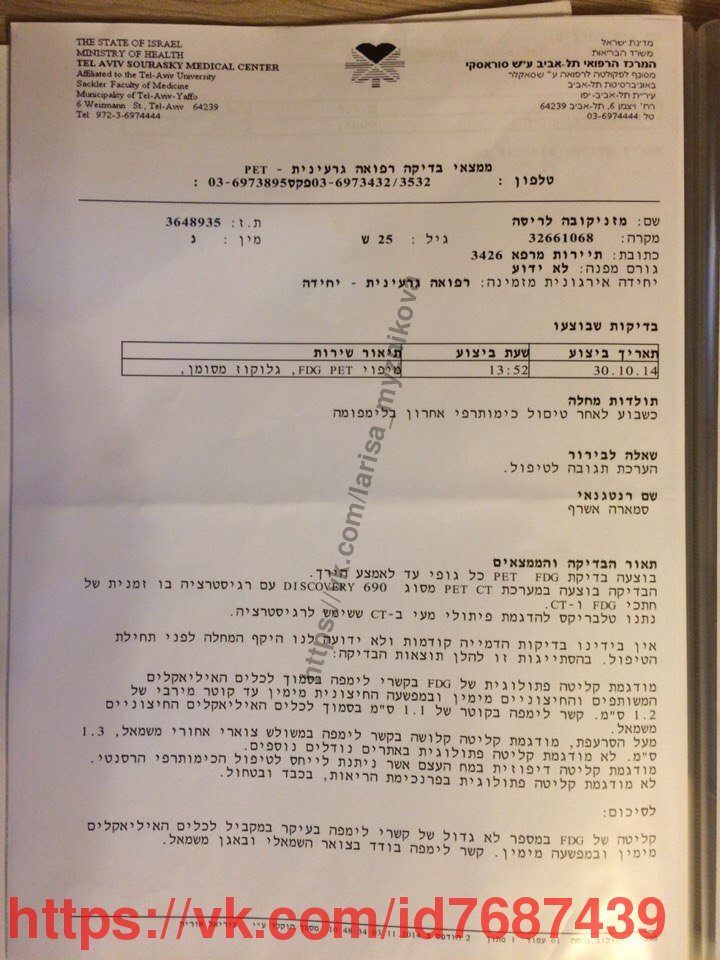 THE STATE OF ISRAEL
MINISTRY OF HEALTH
TEL AVIV SOURASKY MEDICAL CENTER
Affiliated to the Tel-Aviv University
Sackler Faculty of Medicine
Municipality of Tel-Aviv-Yaffo
6 Weizmann St., Tel-Aviv 64239
Tel 972-3-6974444
מדינת ישראל
משרד הבריאות
המרכז הרפואי תל-אביב ע"ש סוראסקי
מסונף לפקולטה לרפואה ע"ש סאקלר
באוניברסיטת תל-אביב
עיריית תל-אביב-יפו
רח' ויצמן 6, תל-אביב 64239
טל: 03-6974444
ממצאי בדיקה רפואה גרעינית - PET
טלפון : 03-6973432/3532פקס03-6973895 :
שם: מזניקובה לריסה ת.ז: 3648935
מקרה: 32661068 גיל : 25 ש מין : נ
כתובת: תיירות מרפא 3426
גורם מפנה: לא ידוע
יחידה אירגונית מזמינה: רפואה גרעינית - יחידה
בדיקות שבוצעו
תאריך ביצוע שעת ביצוע תיאור שירות
30.10.14 13:52 מיפוי FDG PET, גלוקוז מסומן,
תולדות מחלה
כשבוע לאחר טיסול כימותרפי אחרון בלימפומה
שאלה לבירור
הערכת תגובה לטיפול.
שם רנטגנאי
סמארה אשרף
תאור הבדיקה והממצאים
בוצעה בדיקת PET FDG כל גופי עד לאמצע הירך.
הבדיקה בוצעה במערכת PET CT מסוג DISCOVERY 690 עם רגיסטרציה בו זמנית של
חתכי FDG ו-CT.
נתנו טלבריקס להדגמת פיתולי מעי ב-CT ששימש לרגיסטרציה.
אין בידינו בדיקות הדמייה קודמות ולא ידועה לנו היקף המחלה לפני תחילת
הטיפול. בהסתייגות זו להלן תוצאות הבדיקה:
מודגמת קליטה פתולוגית של FDG בקשרי לימפה בסמוך לכלים האיליאקלים
המשותפים והחיצוניים מימין ובמפשעה החיצונית מימין עד קוטר מירבי של
1.2 ס"מ. קשר לימפה בקוטר של 1.1 ס"מ בסמוך לכלים האיליאקלים החיצוניים
משמאל.
מעל הסרעפת, מודגמת קליטה קלושה בקשר לימפה במשולש צוארי אחורי משמאל, 1.3
ס"מ. לא מודגמת קליטה פתולוגית באתרים נודלים נוספים.
מודגמת קליטה דיפוזית במח העצם אשר ניתנת לייחס לטיפול הכימותרפי הרסנטי.
לא מודגמת קליטה פתולוגית בפרנכימת הריאות, בכבד ובטחול.
לסיכום:
קליטה של FDG במספר לא גדול של קשרי לימפה בעיקר במקביל לכלים האיליאקלים
מימין ובמפשעה מימין. קשר לימפה בודד בצואר השמאלי ובאגן משמאל.
https://vk.com/larisa_myznikova
https://vk.com/id7687439